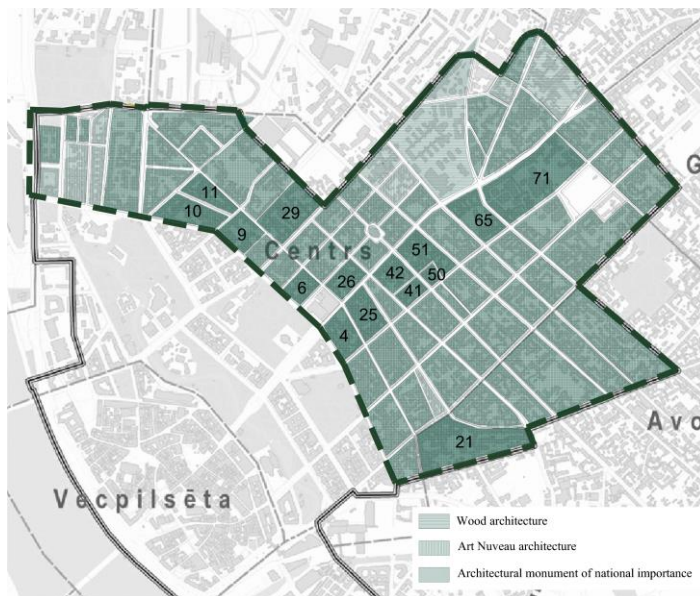 71
G
11
10
29
65
9
Centrs
51
42
50
6
26
41
25
4
Avo
21
Vecpilsēta
Wood architecture
Art Nuveau architecture
Architectural monument of national importance